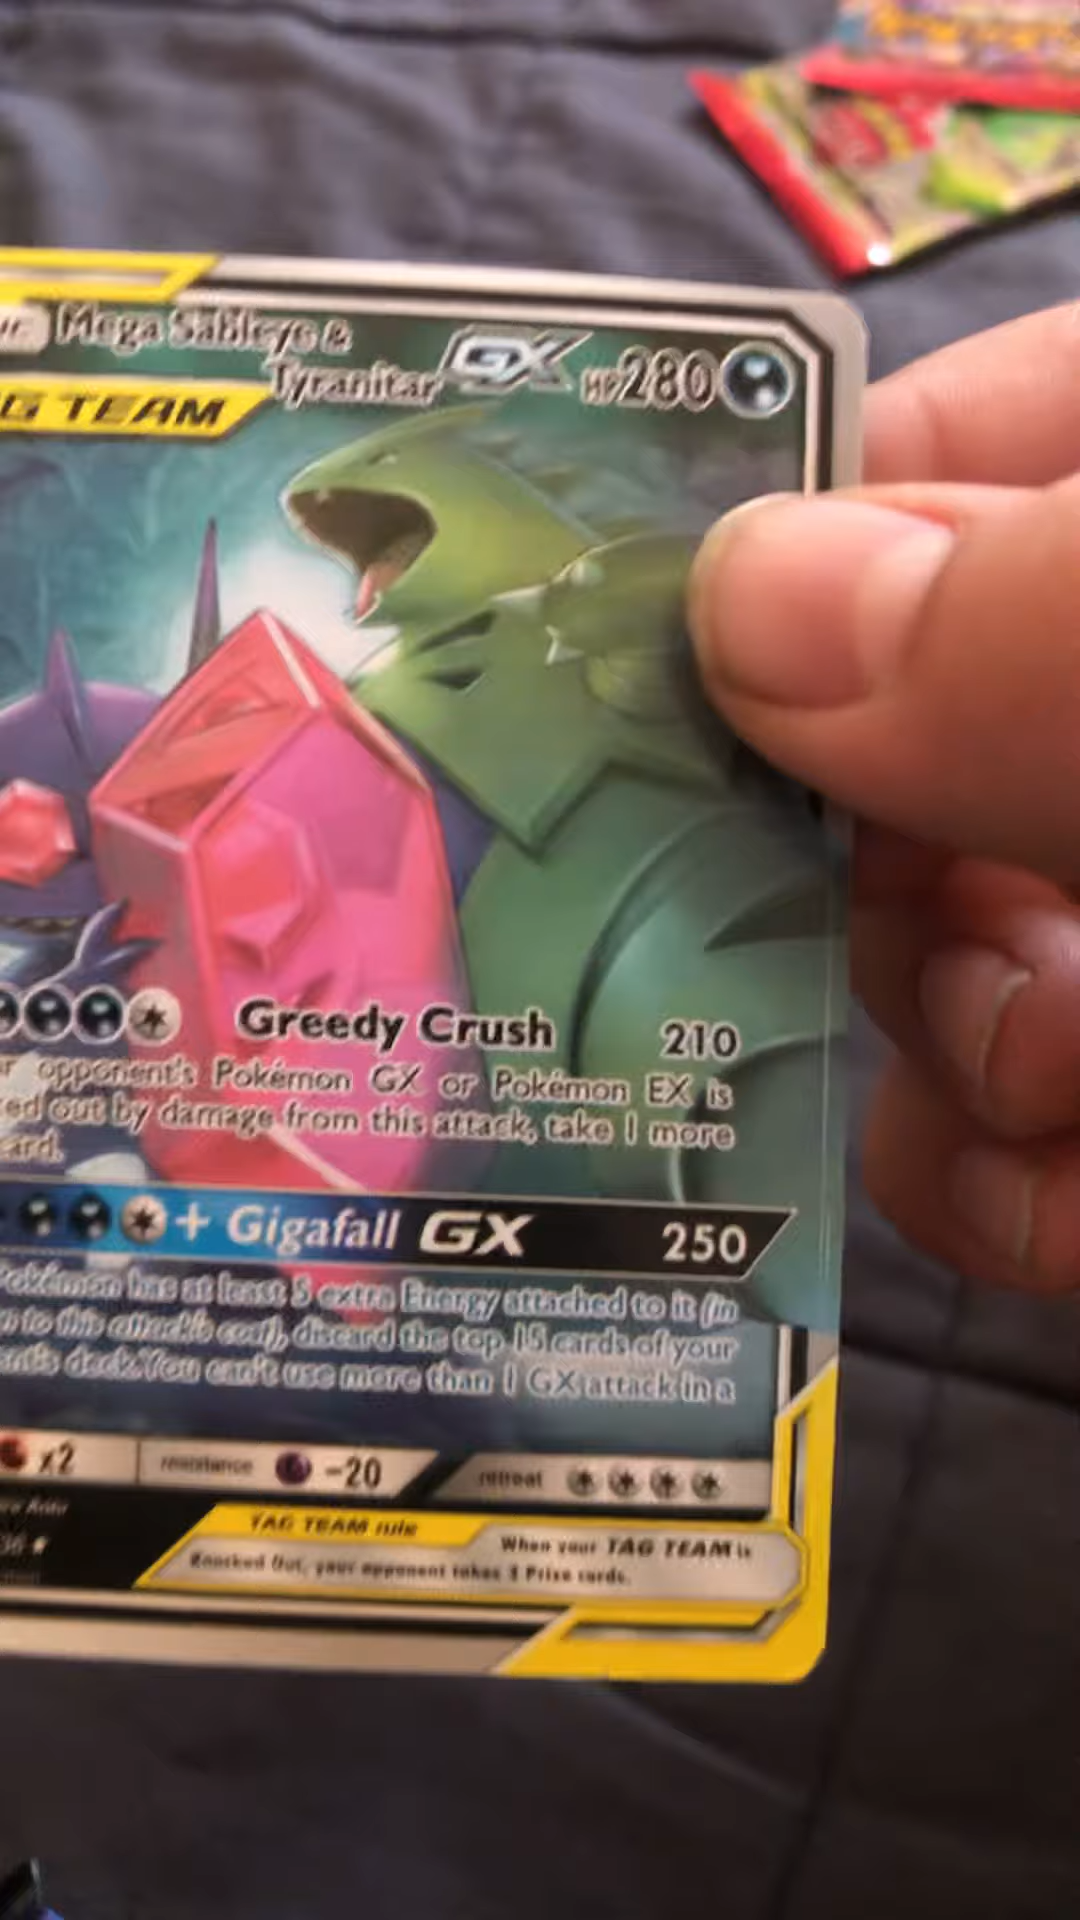 Mega Sableye &
Tyranitar GX HP280
G TEAM
Greedy Crush 210
r opponent's Pokémon GX or Pokémon EX is
ed out by damage from this attack, take 1 more
ard.
+ Gigafall GX 250
Pokémon has at least 5 extra Energy attached to it (in
n to this attack's cost), discard the top 15 cards of your
nt's deck. You can't use more than 1 GX attack in a
x2 resistance -20 retreat
TAG TEAM rule
When your TAG TEAM is
Knocked Out, your opponent takes 3 Prize cards.